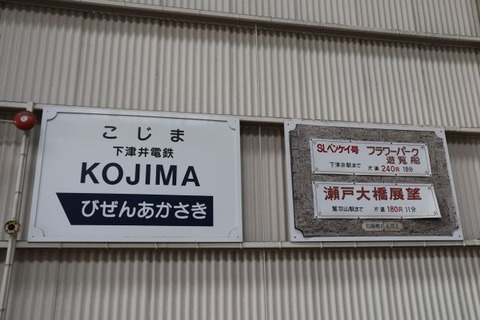 こじま
下津井電鉄
KOJIMA
びぜんあかさき
SLベンケイ号 フラワーパーク
遊覧船
下津井駅まで 片道 240円 18分
瀬戸大橋展望
鷲羽山駅まで 片道 180円 11分